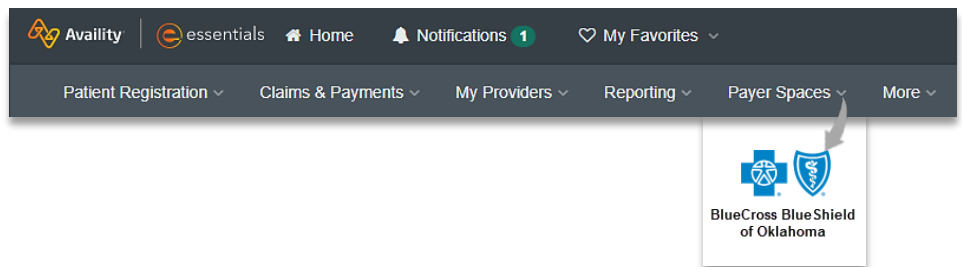 Availity essentials Home Notifications 1 My Favorites
Patient Registration Claims & Payments My Providers Reporting Payer Spaces More
BlueCross BlueShield
of Oklahoma